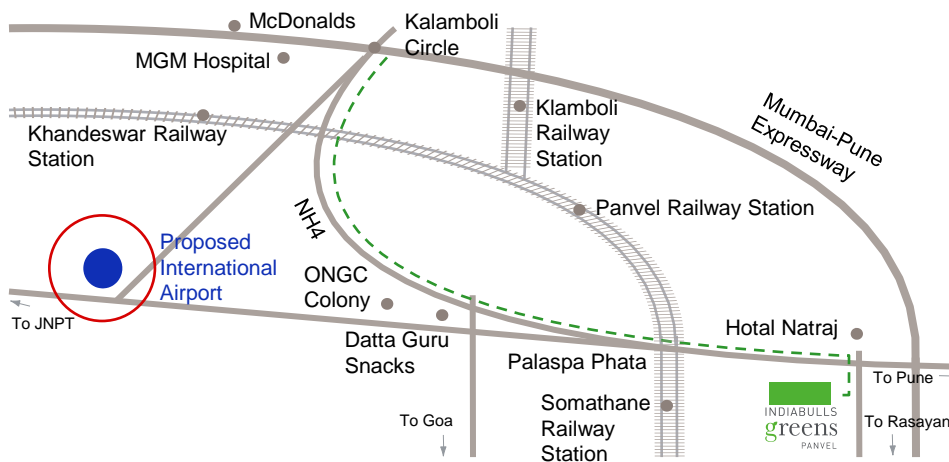 McDonalds
Kalamboli
Circle
MGM Hospital
Khandeswar Railway
Station
Klamboli
Railway
Station
Mumbai-Pune
Expressway
Panvel Railway Station
NH4
Proposed
International
Airport
ONGC
Colony
To JNPT
Datta Guru
Snacks
Hotal Natraj
Palaspa Phata
To Pune
To Goa
Somathane
Railway
Station
INDIABULLS
greens
PANVEL
To Rasayan